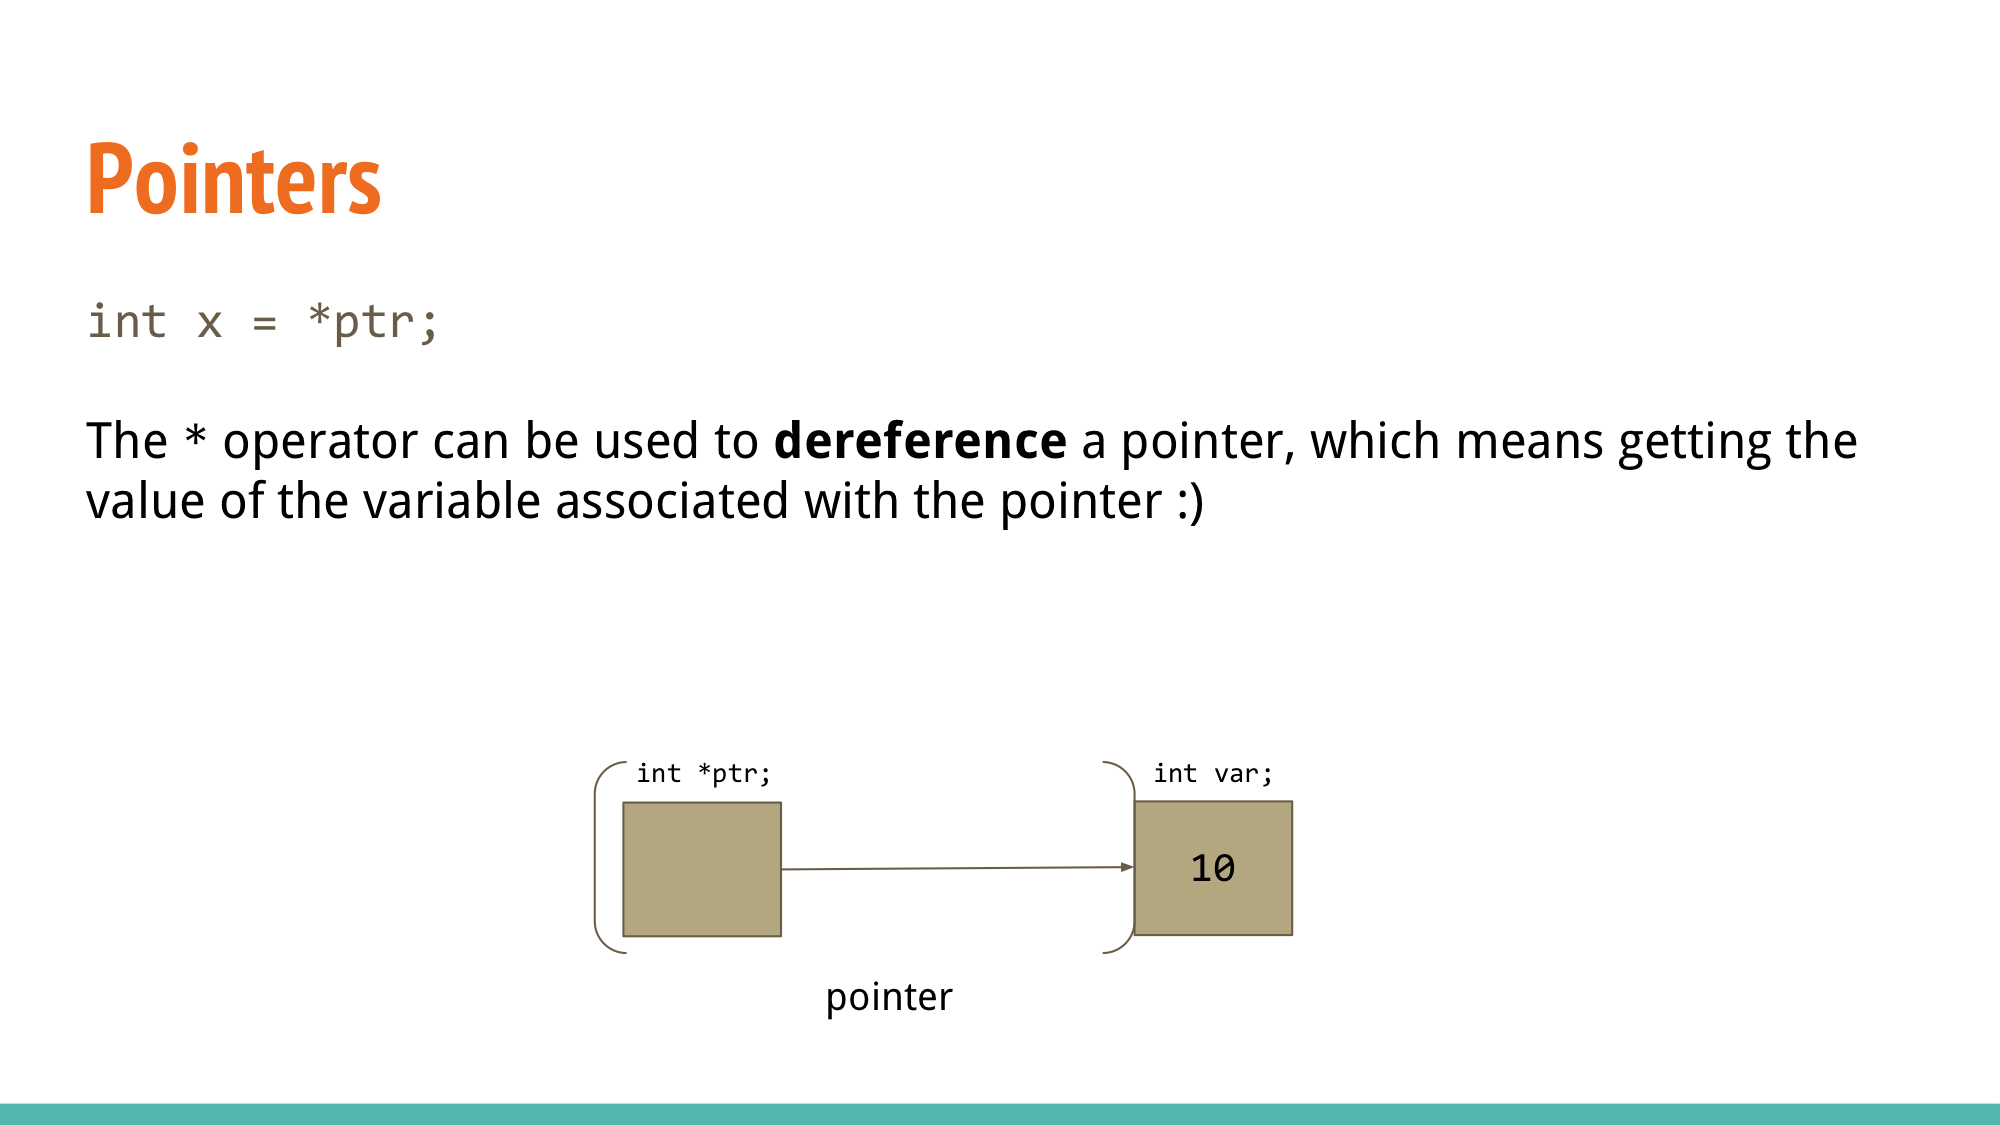 Pointers
int x = *ptr;
The * operator can be used to dereference a pointer, which means getting the
value of the variable associated with the pointer :)
int *ptr;
int var;
10
pointer